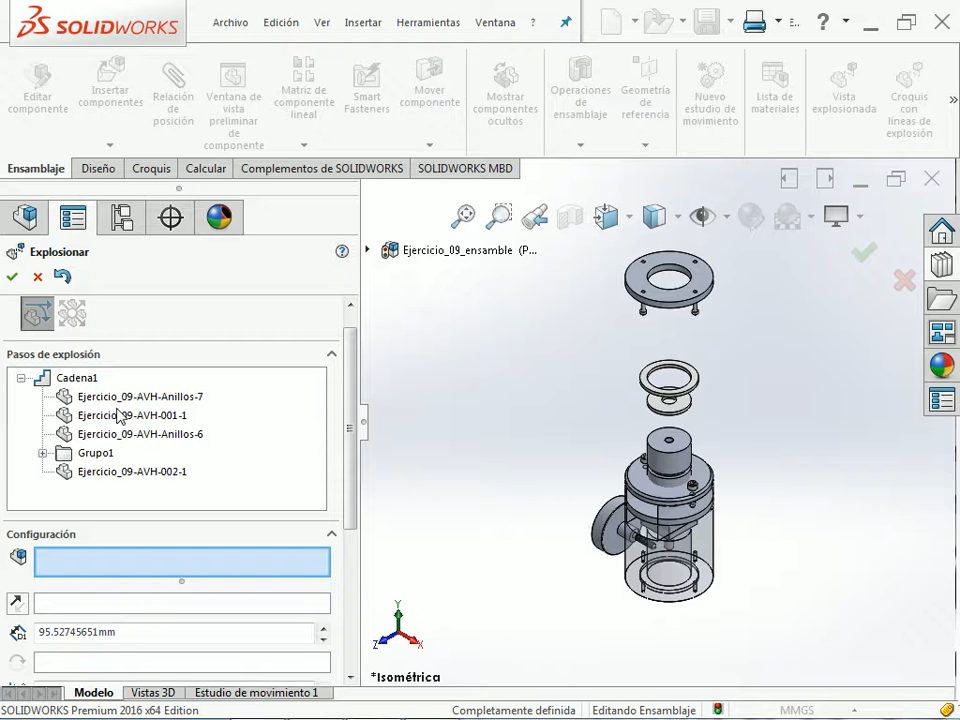 SOLIDWORKS
Archivo Edición Ver Insertar Herramientas Ventana ? E... ?
Editar componente
Insertar componentes
Relación de posición
Ventana de vista preliminar de componente
Matriz de componente lineal
Smart Fasteners
Mover componente
Mostrar componentes ocultos
Operaciones de ensamblaje
Geometría de referencia
Nuevo estudio de movimiento
Lista de materiales
Vista explosionada
Croquis con líneas de explosión
»
Ensamblaje Diseño Croquis Calcular Complementos de SOLIDWORKS SOLIDWORKS MBD
Explosionar ?
Ejercicio_09_ensamble (P...
Pasos de explosión
Cadena1
Ejercicio_09-AVH-Anillos-7
Ejercicio_09-AVH-001-1
Ejercicio_09-AVH-Anillos-6
Grupo1
Ejercicio_09-AVH-002-1
Configuración
D1 95.52745651mm
Y
Z X
*Isométrica
Modelo Vistas 3D Estudio de movimiento 1
SOLIDWORKS Premium 2016 x64 Edition Completamente definida Editando Ensamblaje MMGS